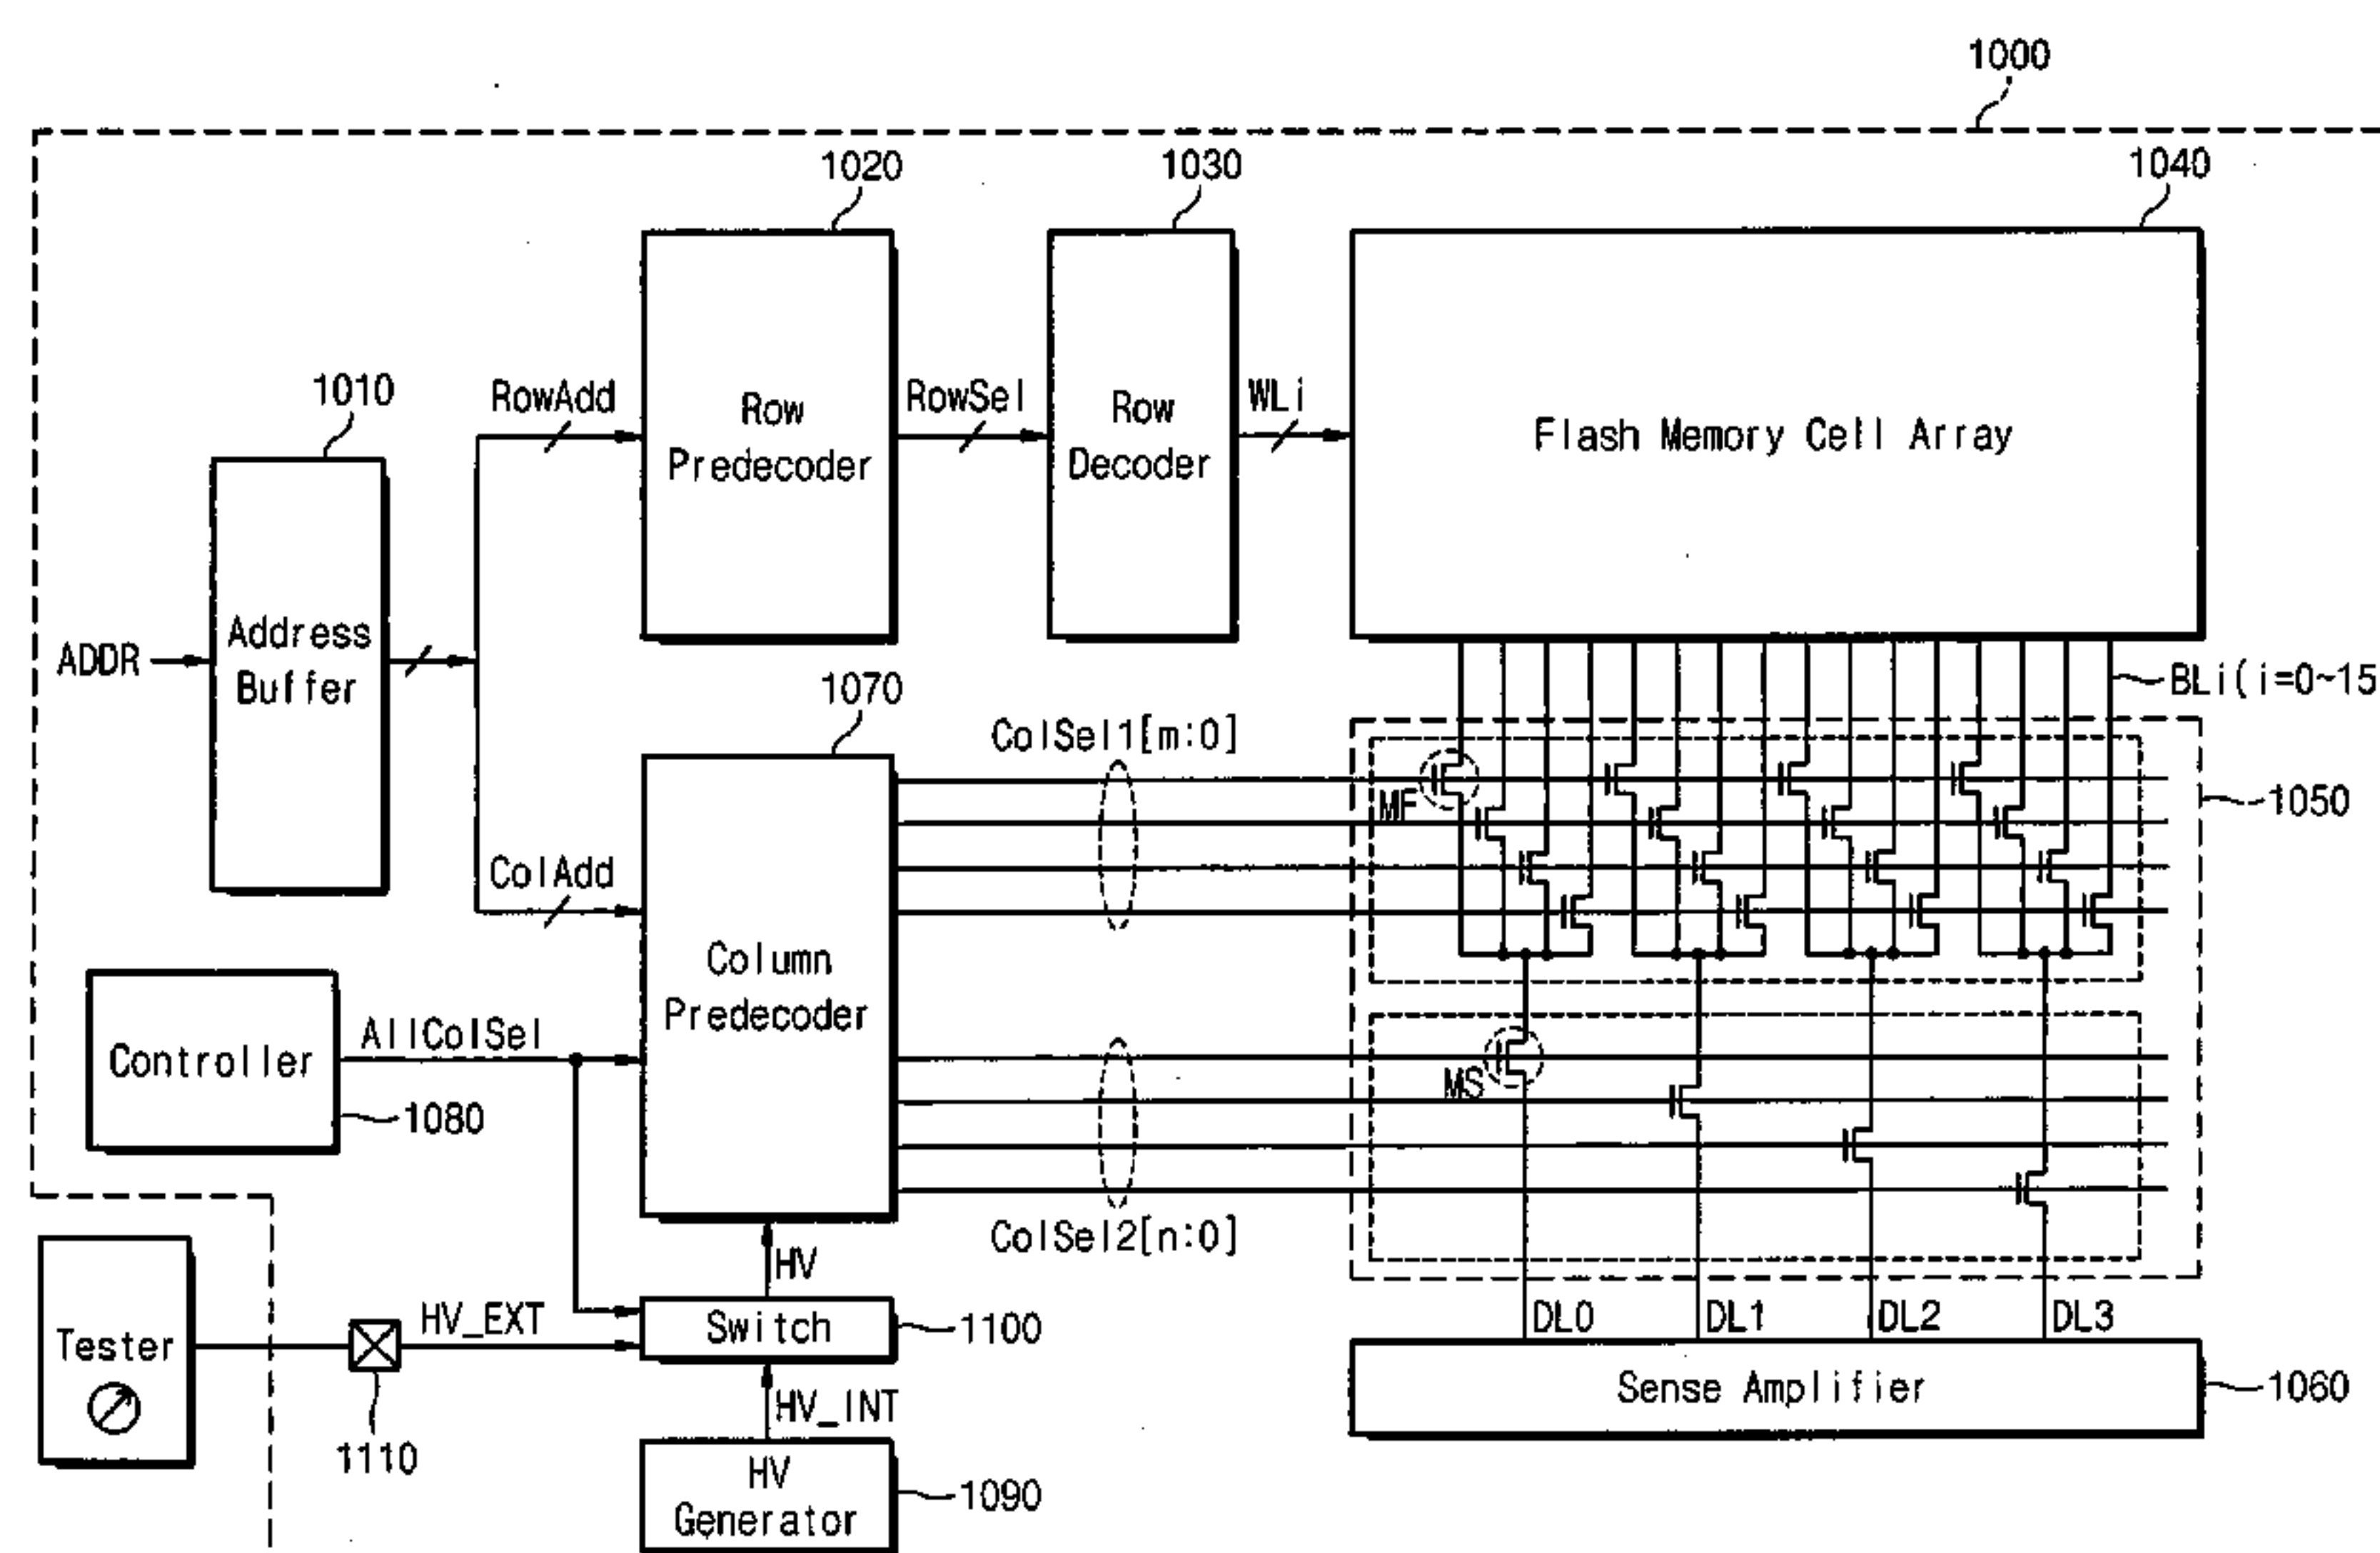 1000
1020
1030
1040
1010
RowAdd
Row
Predecoder
RowSel
Row
Decoder
WLi
Flash Memory Cell Array
ADDR
Address
Buffer
1070
BLi(i=0~15
ColSel1[m:0]
MF
1050
ColAdd
Column
Predecoder
Controller
AllColSel
1080
MS
ColSel2[n:0]
HV
Tester
HV_EXT
Switch
1100
DL0
DL1
DL2
DL3
1110
HV_INT
Sense Amplifier
1060
HV
Generator
1090